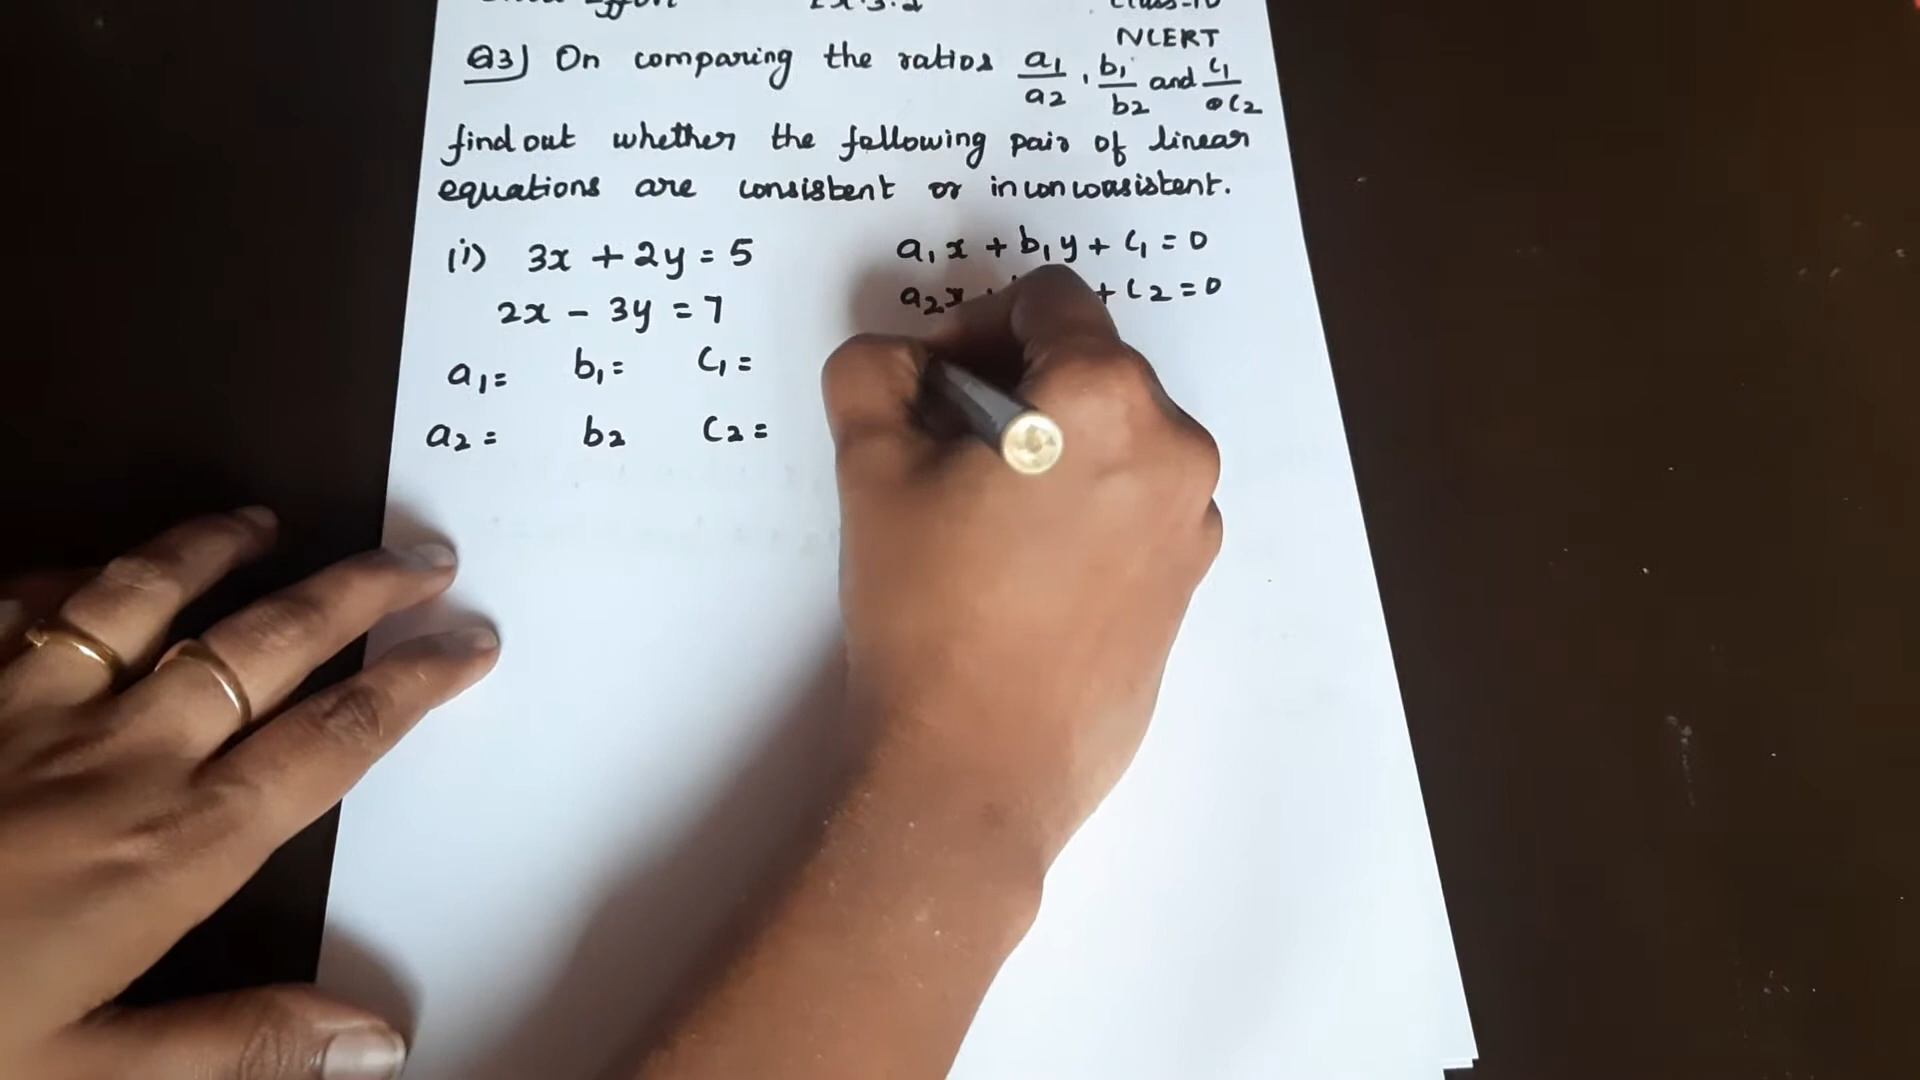 NCERT
Q3) On comparing the ratios a1/a2, b1/b2 and c1/c2
find out whether the following pair of linear
equations are consistent or inconconsistent.
(i) 3x + 2y = 5
2x - 3y = 7
a1= b1= c1=
a2= b2 c2=
a1x + b1y + c1 = 0
a2x + c2 = 0